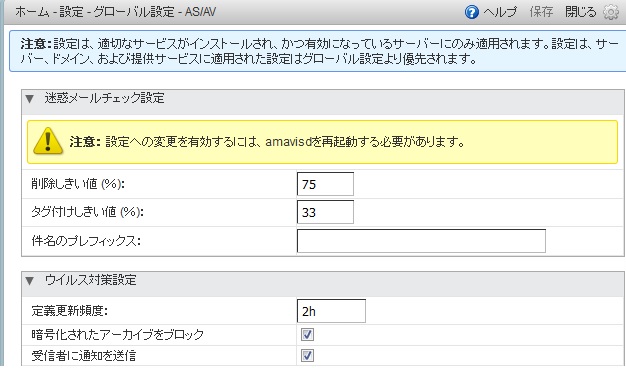 ホーム - 設定 - グローバル設定 - AS/AV
ヘルプ 保存 閉じる
注意: 設定は、適切なサービスがインストールされ、かつ有効になっているサーバーにのみ適用されます。設定は、サー
バー、ドメイン、および提供サービスに適用された設定はグローバル設定より優先されます。
迷惑メールチェック設定
注意: 設定への変更を有効するには、amavisdを再起動する必要があります。
削除しきい値 (%): 75
タグ付けしきい値 (%): 33
件名のプレフィックス:
ウイルス対策設定
定義更新頻度: 2h
暗号化されたアーカイブをブロック
受信者に通知を送信